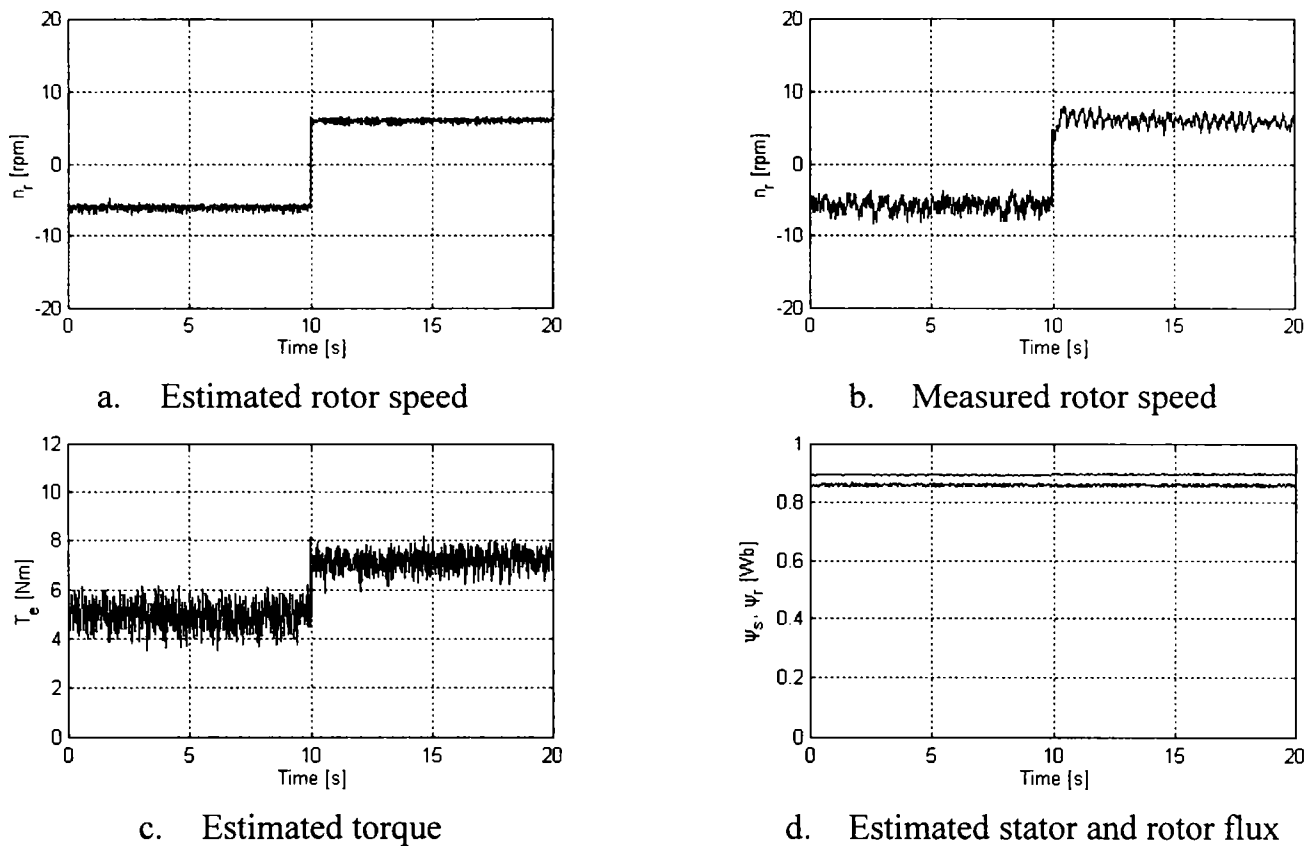 20
10
0
-10
-20
n_r [rpm]
0 5 10 15 20
Time [s]
a. Estimated rotor speed
20
10
0
-10
-20
n_r [rpm]
0 5 10 15 20
Time [s]
b. Measured rotor speed
12
10
8
6
4
2
0
T_e [Nm]
0 5 10 15 20
Time [s]
c. Estimated torque
1
0.8
0.6
0.4
0.2
0
Ψ_s, Ψ_r [Wb]
0 5 10 15 20
Time [s]
d. Estimated stator and rotor flux